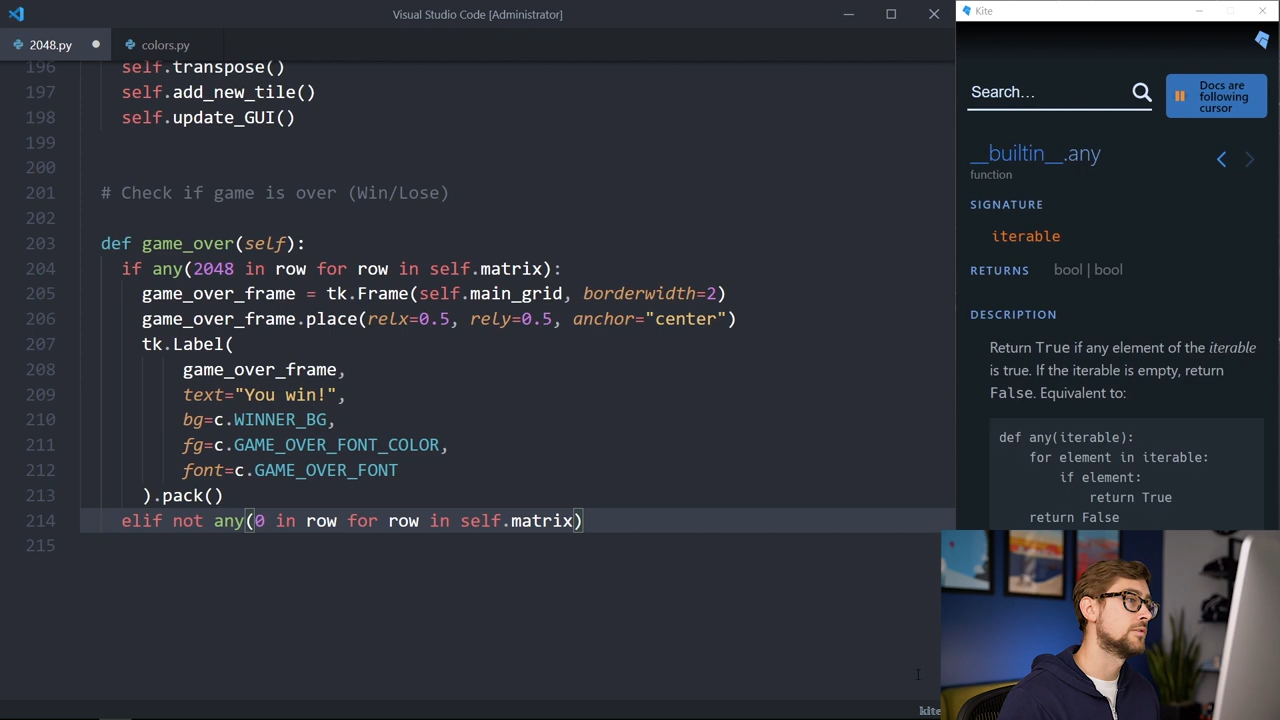 Visual Studio Code [Administrator]
2048.py
colors.py
196 self.transpose()
197 self.add_new_tile()
198 self.update_GUI()
199
200
201 # Check if game is over (Win/Lose)
202
203 def game_over(self):
204 if any(2048 in row for row in self.matrix):
205 game_over_frame = tk.Frame(self.main_grid, borderwidth=2)
206 game_over_frame.place(relx=0.5, rely=0.5, anchor="center")
207 tk.Label(
208 game_over_frame,
209 text="You win!",
210 bg=c.WINNER_BG,
211 fg=c.GAME_OVER_FONT_COLOR,
212 font=c.GAME_OVER_FONT
213 ).pack()
214 elif not any(0 in row for row in self.matrix)
215
Kite
Search...
Docs are
following
cursor
__builtin__.any
function
SIGNATURE
iterable
RETURNS bool | bool
DESCRIPTION
Return True if any element of the iterable
is true. If the iterable is empty, return
False. Equivalent to:
def any(iterable):
for element in iterable:
if element:
return True
return False
kite